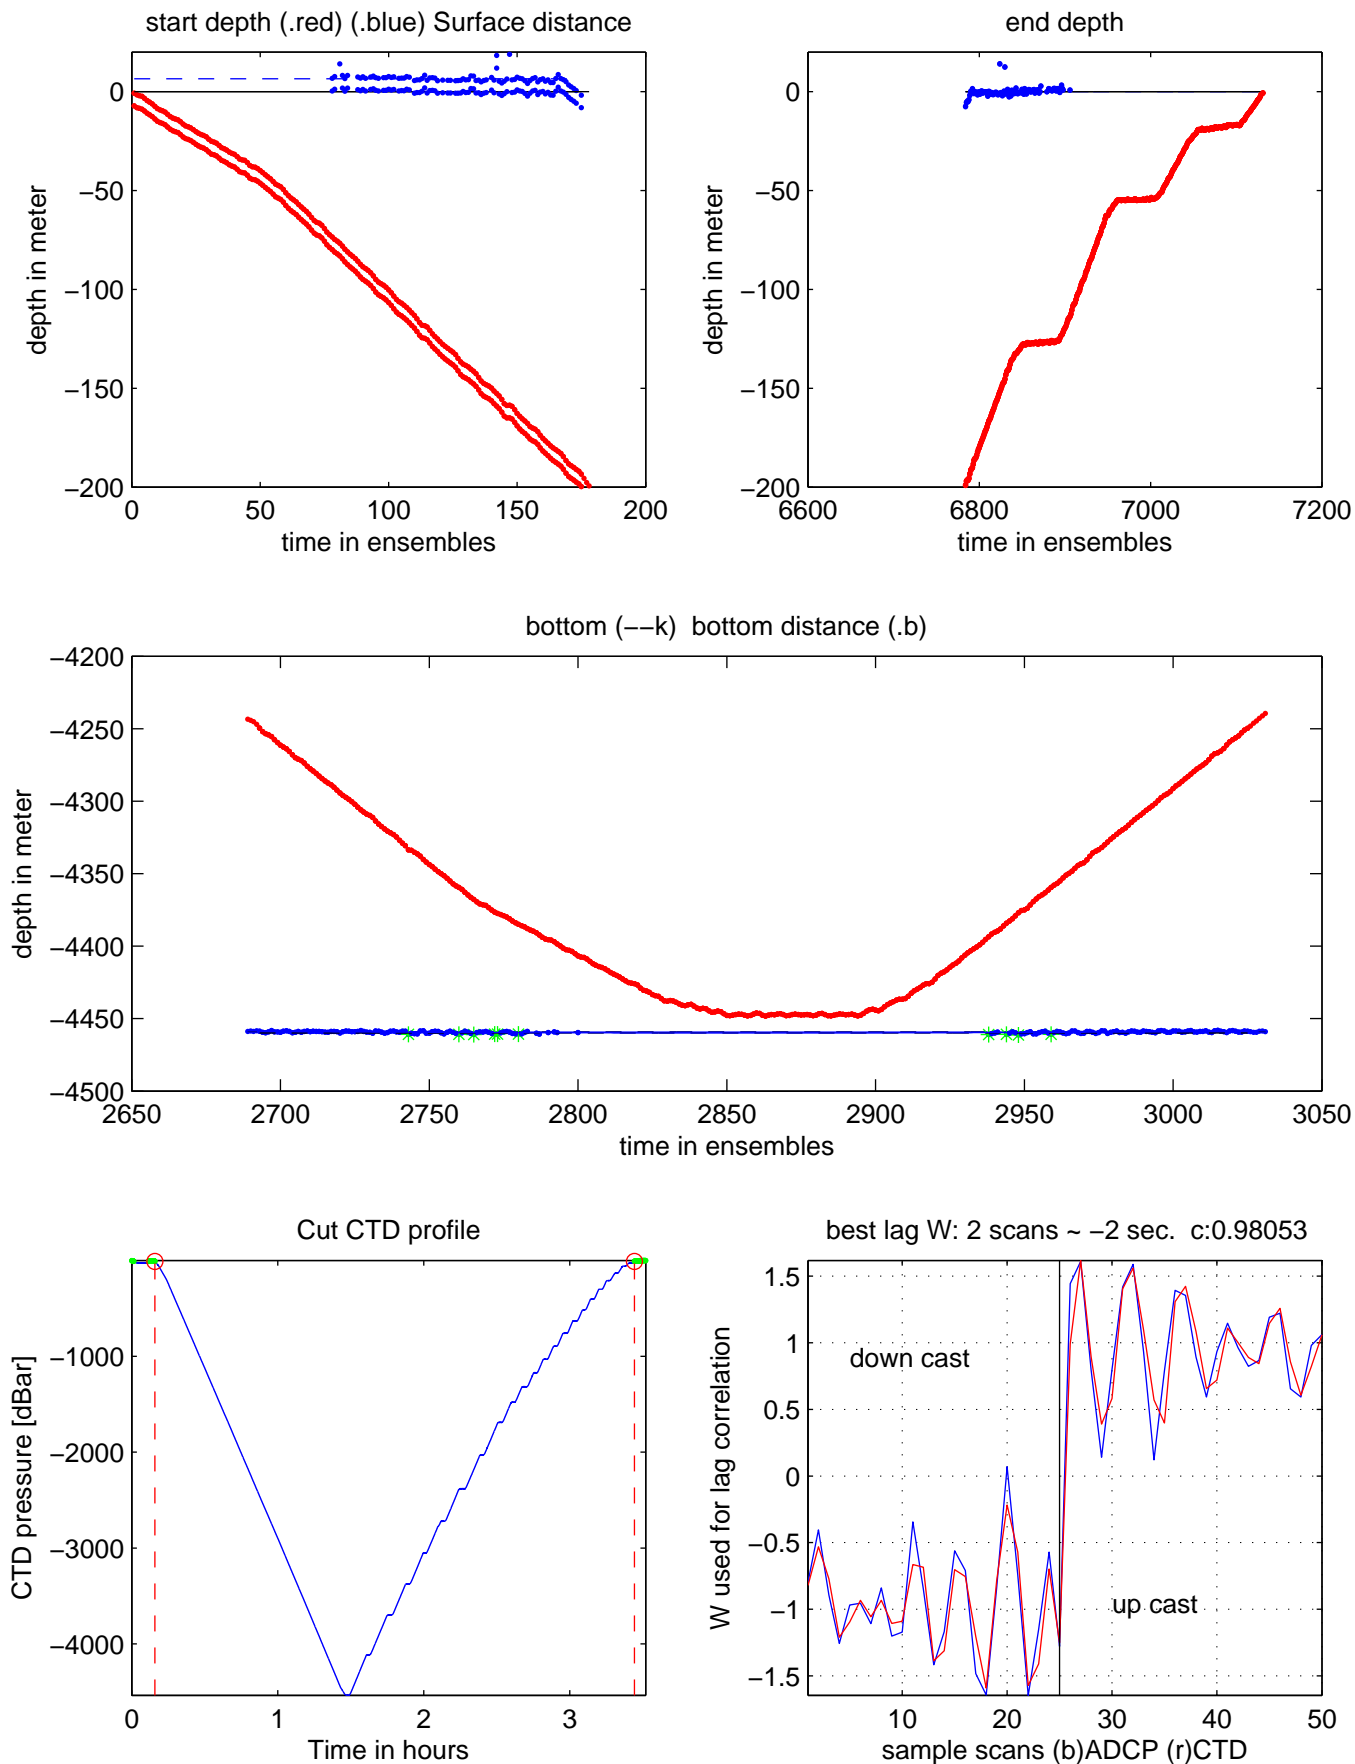 start depth (.red) (.blue) Surface distance
end depth
0
−50
−100
−150
−200
depth in meter
0 50 100 150 200
time in ensembles
0
−50
−100
−150
−200
depth in meter
6600 6800 7000 7200
time in ensembles
bottom (−−k) bottom distance (.b)
−4200
−4250
−4300
−4350
−4400
−4450
−4500
depth in meter
2650 2700 2750 2800 2850 2900 2950 3000 3050
time in ensembles
Cut CTD profile
−1000
−2000
−3000
−4000
CTD pressure [dBar]
0 1 2 3
Time in hours
best lag W: 2 scans ~ −2 sec. c:0.98053
1.5
1
0.5
0
−0.5
−1
−1.5
W used for lag correlation
down cast
up cast
10 20 30 40 50
sample scans (b)ADCP (r)CTD